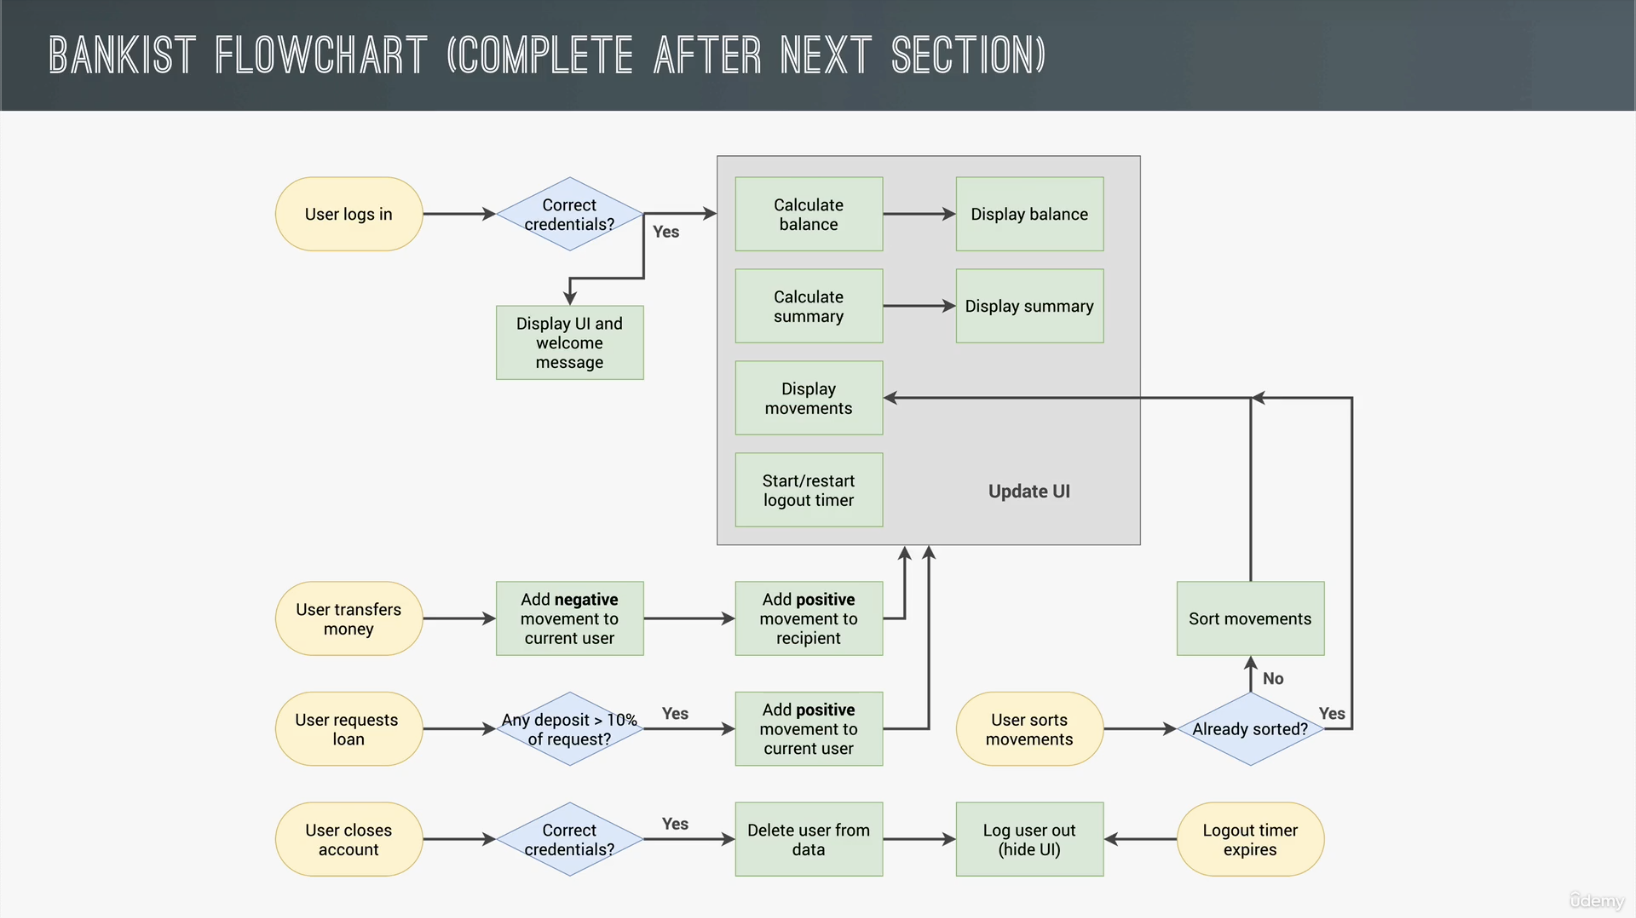 BANKIST FLOWCHART (COMPLETE AFTER NEXT SECTION)
User logs in
Correct
credentials?
Yes
Display UI and
welcome
message
Calculate
balance
Display balance
Calculate
summary
Display summary
Display
movements
Start/restart
logout timer
Update UI
User transfers
money
Add negative
movement to
current user
Add positive
movement to
recipient
Sort movements
No
User requests
loan
Any deposit > 10%
of request?
Yes
Add positive
movement to
current user
User sorts
movements
Already sorted?
Yes
User closes
account
Correct
credentials?
Yes
Delete user from
data
Log user out
(hide UI)
Logout timer
expires
ûdemy